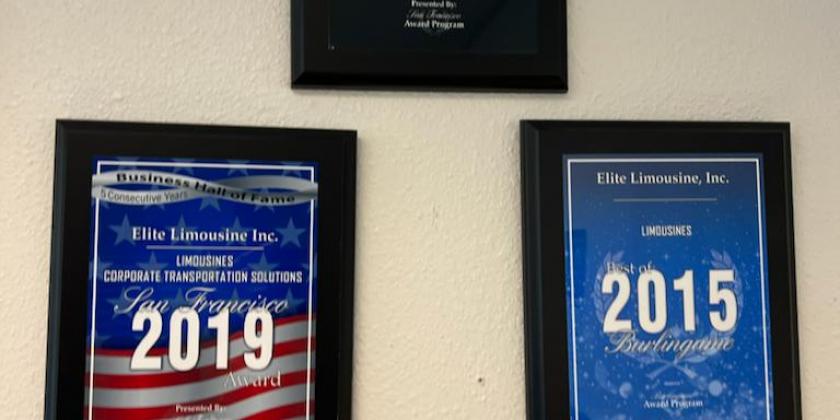 Presented By:
San Francisco
Award Program
Business Hall of Fame
5 Consecutive Years
Elite Limousine Inc.
LIMOUSINES
CORPORATE TRANSPORTATION SOLUTIONS
San Francisco
2019
Award
Presented By:
Elite Limousine, Inc.
LIMOUSINES
Best of
2015
Burlingame
Award Program